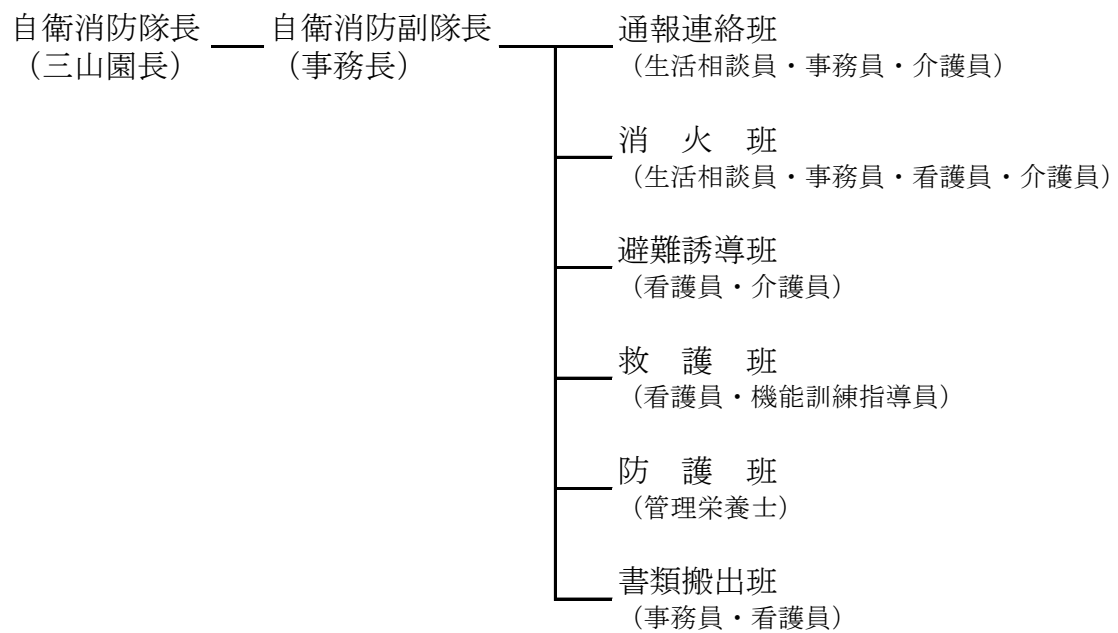 自衛消防隊長
（三山園長）
自衛消防副隊長
（事務長）
通報連絡班
（生活相談員・事務員・介護員）
消　火　班
（生活相談員・事務員・看護員・介護員）
避難誘導班
（看護員・介護員）
救　護　班
（看護員・機能訓練指導員）
防　護　班
（管理栄養士）
書類搬出班
（事務員・看護員）